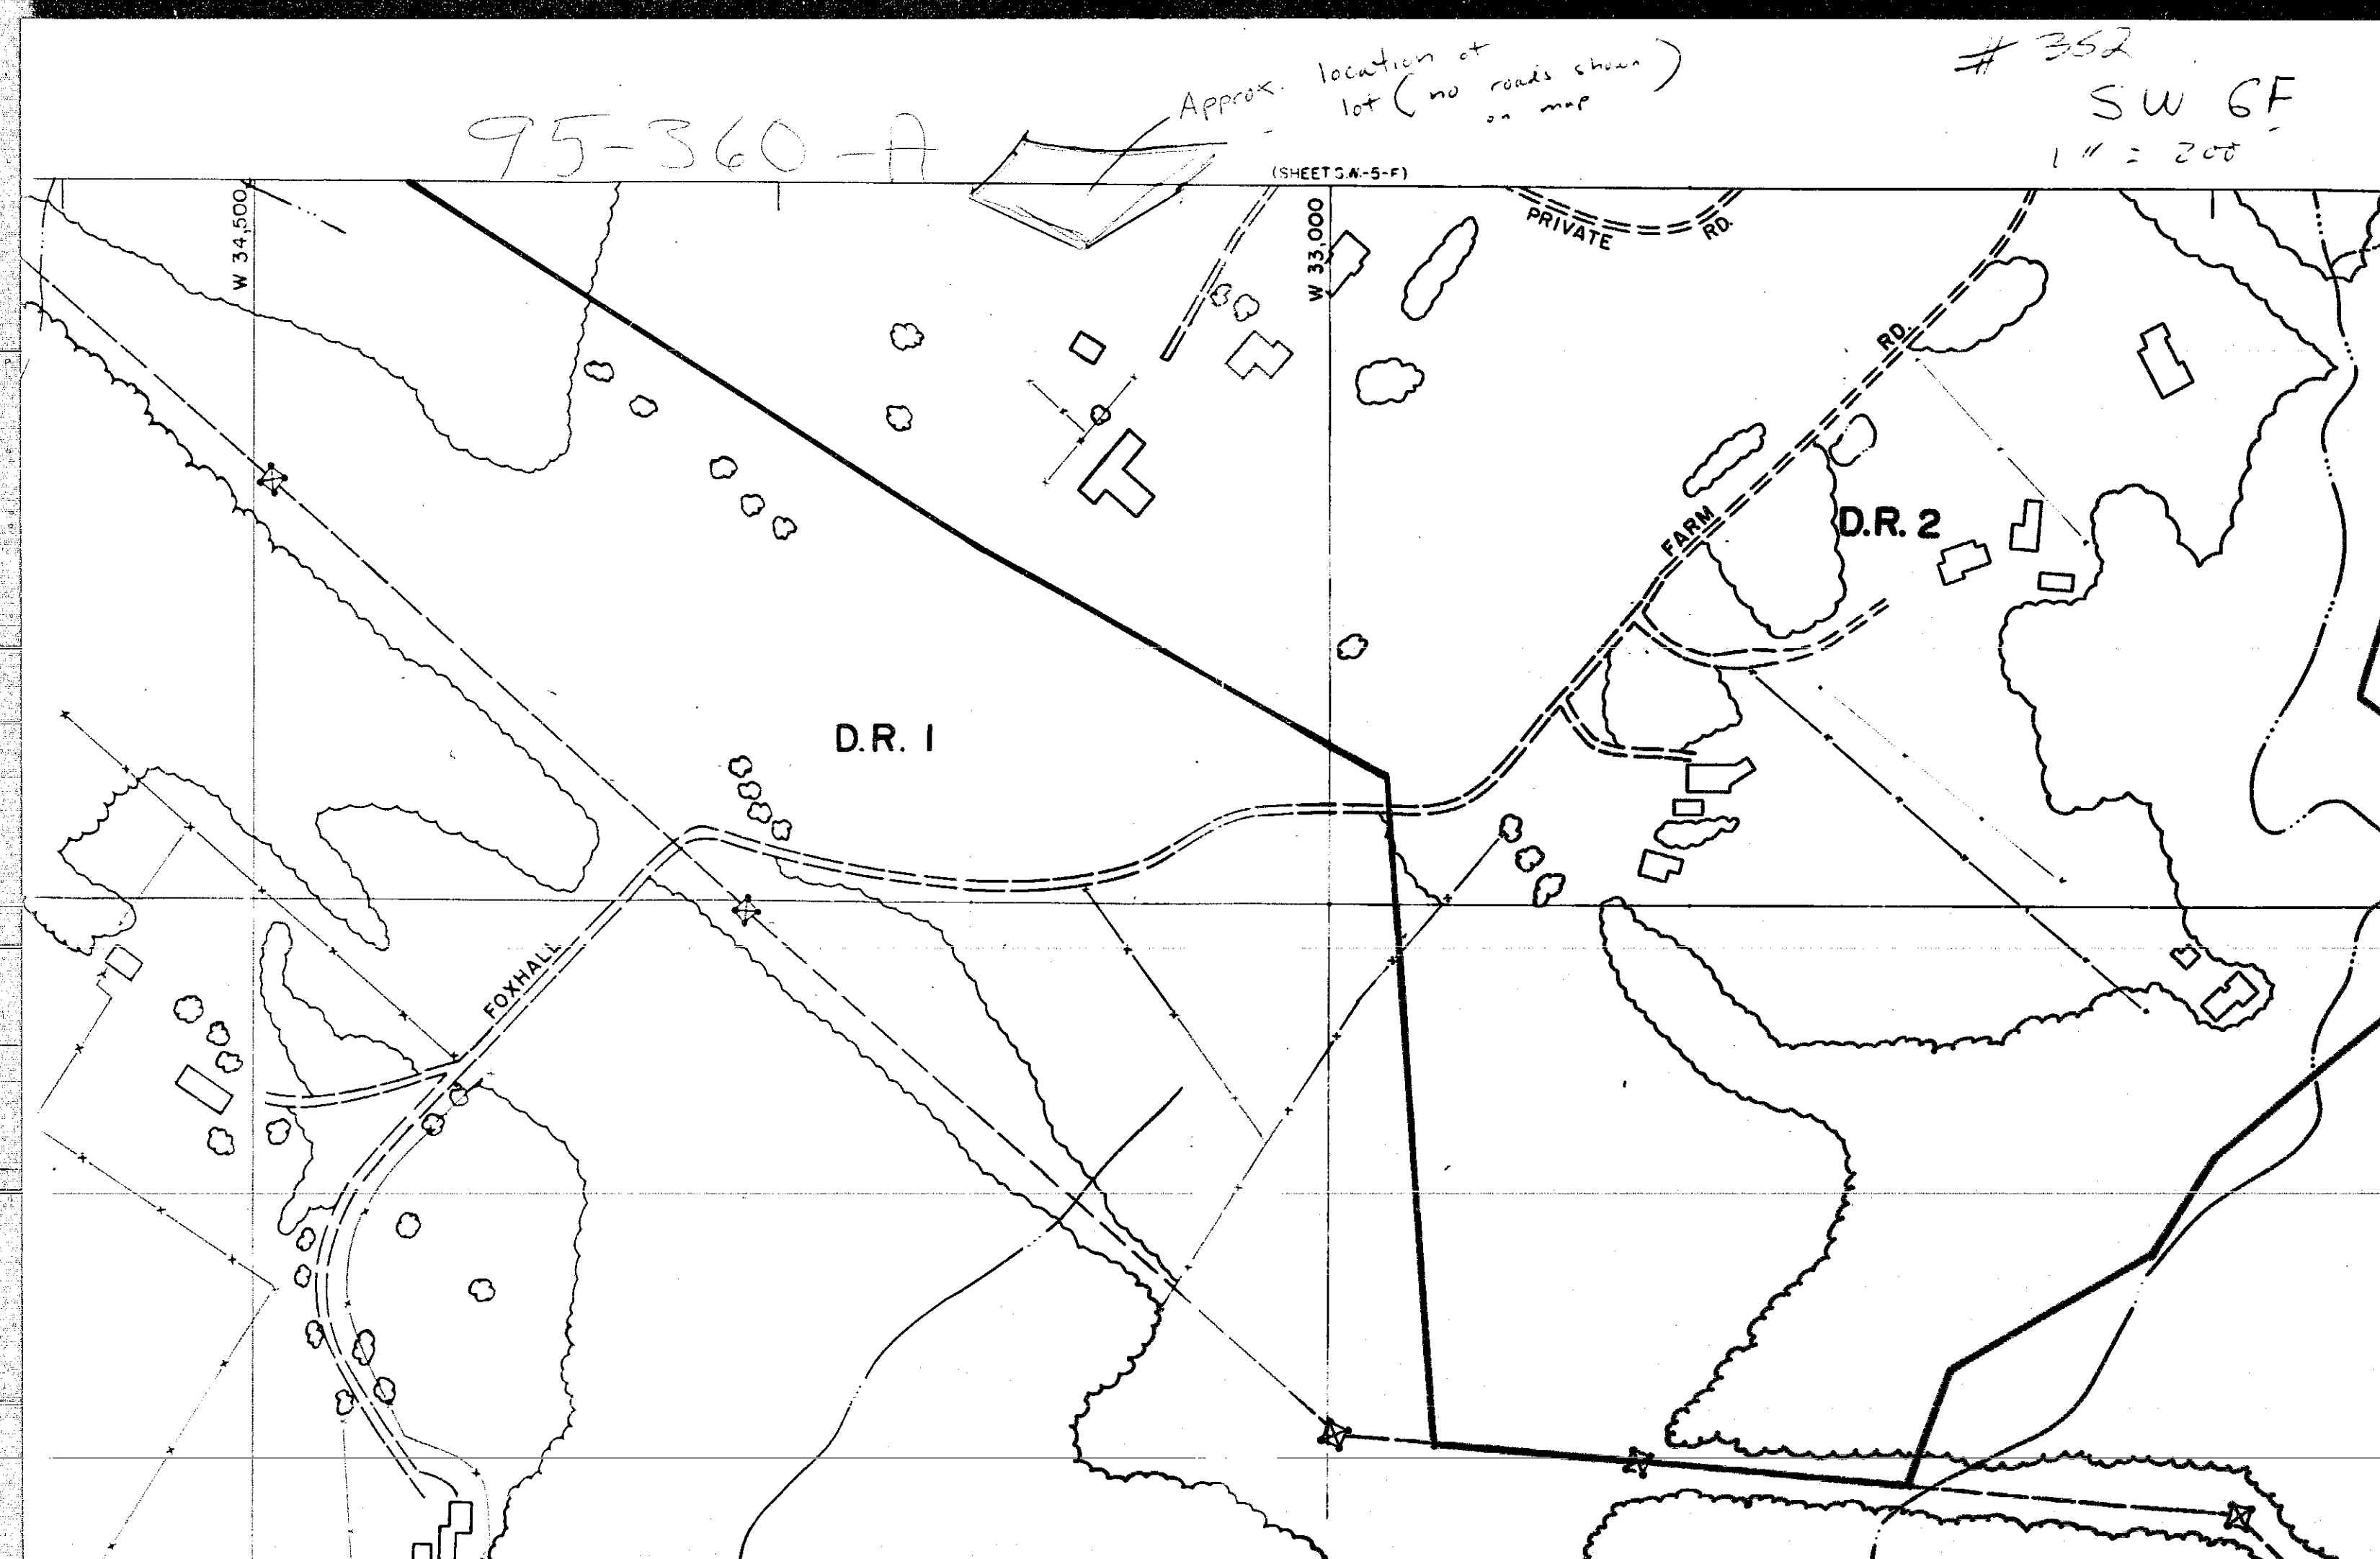 # 352
SW 6F
1" = 200'
Approx. location of
lot (no roads shown)
on map
95-360-A
(SHEET S.W.-5-F)
W 34,500
W 33,000
PRIVATE RD.
FARM RD.
D.R. 2
D.R. 1
FOXHALL